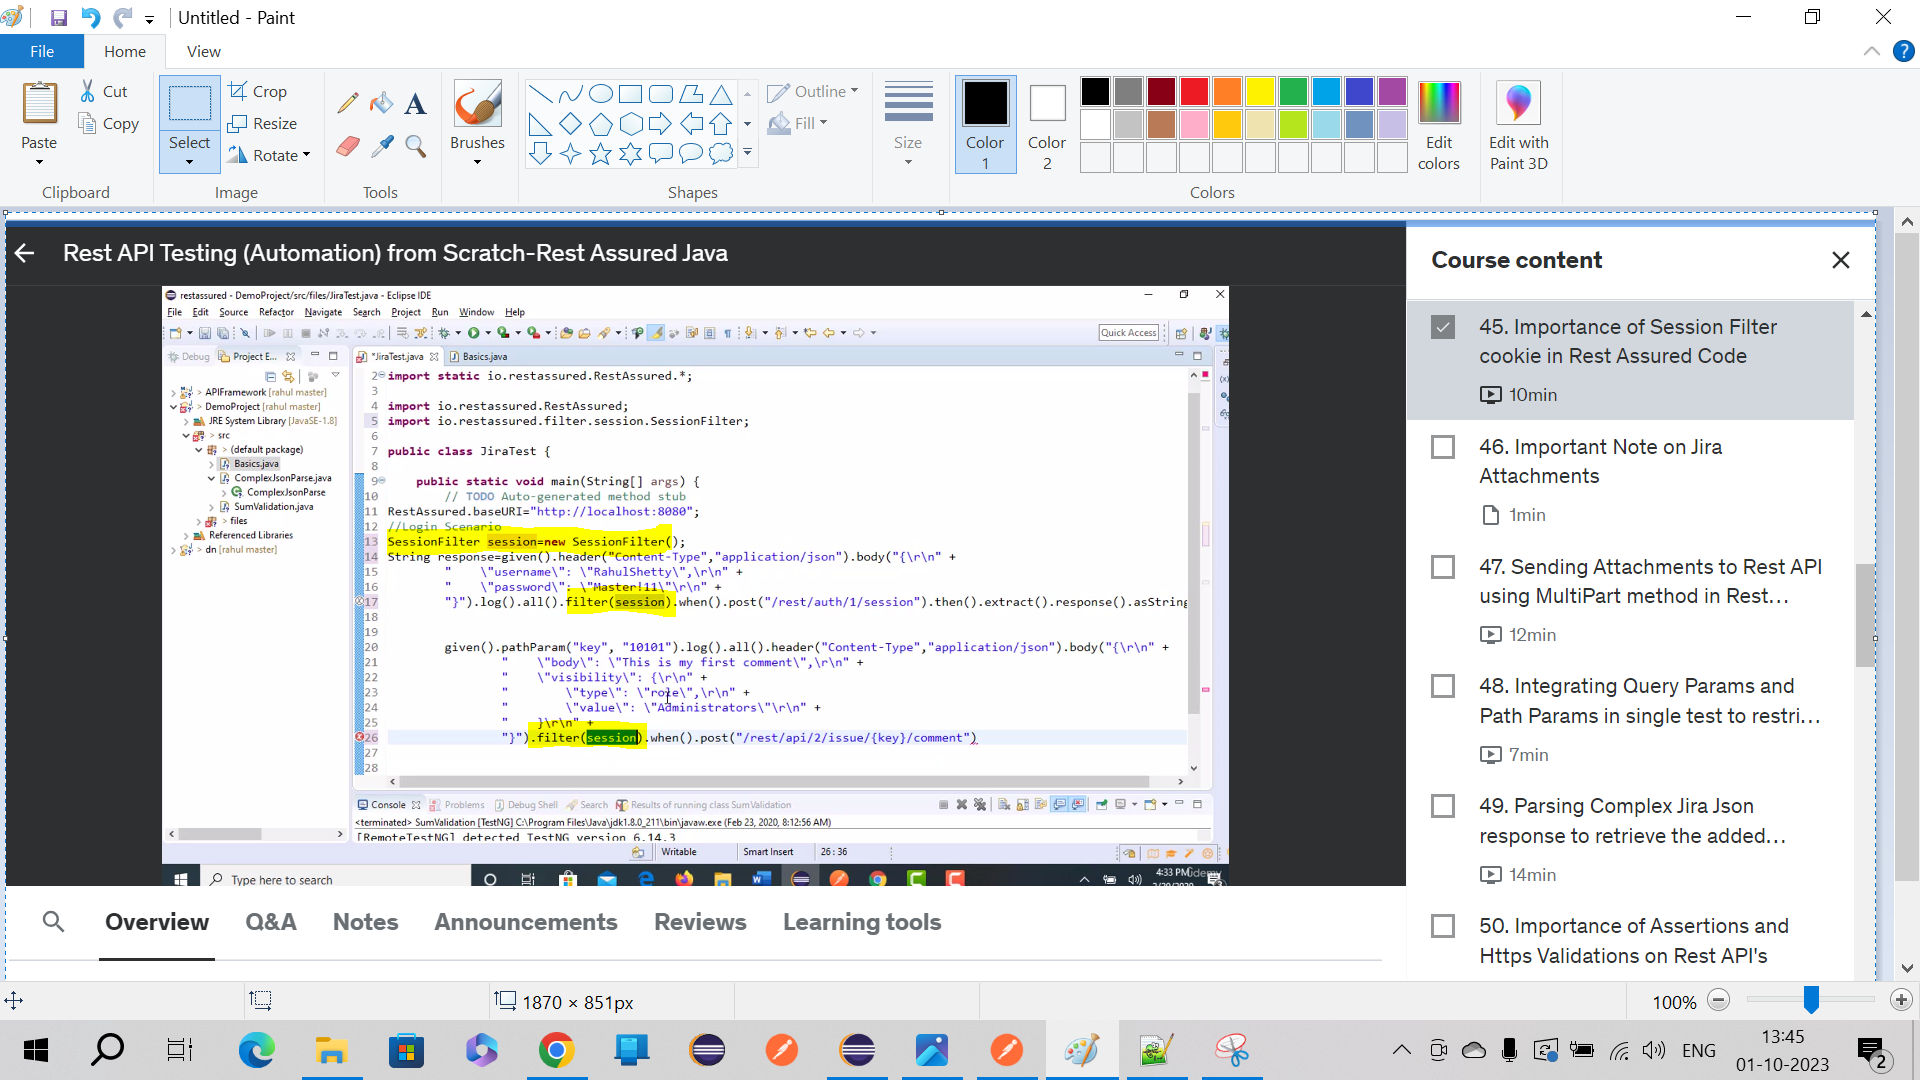 Untitled - Paint
File
Home
View
Paste
Cut
Copy
Clipboard
Select
Crop
Resize
Rotate
Image
A
Tools
Brushes
Outline
Fill
Shapes
Size
Color 1
Color 2
Colors
Edit colors
Edit with Paint 3D
Rest API Testing (Automation) from Scratch-Rest Assured Java
restassured - DemoProject/src/files/JiraTest.java - Eclipse IDE
File Edit Source Refactor Navigate Search Project Run Window Help
Quick Access
Debug Project E...
*JiraTest.java Basics.java
APIFramework [rahul master]
DemoProject [rahul master]
JRE System Library [JavaSE-1.8]
src
(default package)
Basics.java
ComplexJsonParse.java
ComplexJsonParse
SumValidation.java
files
Referenced Libraries
dn [rahul master]
2 import static io.restassured.RestAssured.*;
3
4 import io.restassured.RestAssured;
5 import io.restassured.filter.session.SessionFilter;
6
7 public class JiraTest {
8
9 public static void main(String[] args) {
10 // TODO Auto-generated method stub
11 RestAssured.baseURI="http://localhost:8080";
12 //Login Scenario
13 SessionFilter session=new SessionFilter();
14 String response=given().header("Content-Type","application/json").body("{\r\n" +
15 " \"username\": \"RahulShetty\",\r\n" +
16 " \"password\": \"Master!11\"\r\n" +
17 "}").log().all().filter(session).when().post("/rest/auth/1/session").then().extract().response().asString
18
19
20 given().pathParam("key", "10101").log().all().header("Content-Type","application/json").body("{\r\n" +
21 " \"body\": \"This is my first comment\",\r\n" +
22 " \"visibility\": {\r\n" +
23 " \"type\": \"role\",\r\n" +
24 " \"value\": \"Administrators\"\r\n" +
25 " }\r\n" +
26 "}").filter(session).when().post("/rest/api/2/issue/{key}/comment")
27
28
Console Problems Debug Shell Search Results of running class SumValidation
<terminated> SumValidation [TestNG] C:\Program Files\Java\jdk1.8.0_211\bin\javaw.exe (Feb 23, 2020, 8:12:56 AM)
[RemoteTestNG] detected TestNG version 6.14.3
Writable Smart Insert 26 : 36
Type here to search
4:33 PM
Udemy
Course content
45. Importance of Session Filter cookie in Rest Assured Code
10min
46. Important Note on Jira Attachments
1min
47. Sending Attachments to Rest API using MultiPart method in Rest...
12min
48. Integrating Query Params and Path Params in single test to restri...
7min
49. Parsing Complex Jira Json response to retrieve the added...
14min
50. Importance of Assertions and Https Validations on Rest API's
Overview Q&A Notes Announcements Reviews Learning tools
1870 × 851px
100%
ENG
13:45
01-10-2023
2